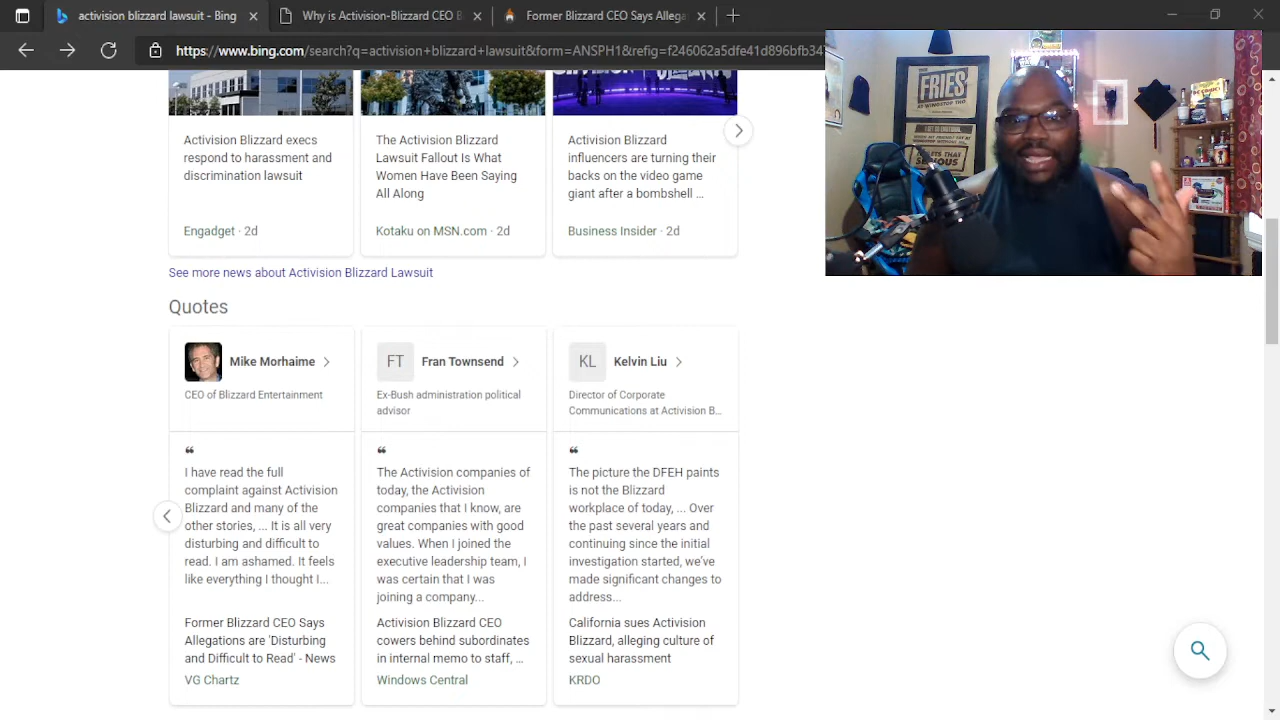 activision blizzard lawsuit - Bing
Why is Activision-Blizzard CEO B
Former Blizzard CEO Says Allega
https://www.bing.com/search?q=activision+blizzard+lawsuit&form=ANSPH1&refig=f246062a5dfe41d096bfb347
FRIES
AT WINGSTOP THO
SERIOUS
Activision Blizzard execs
respond to harassment and
discrimination lawsuit
Engadget · 2d
The Activision Blizzard
Lawsuit Fallout Is What
Women Have Been Saying
All Along
Kotaku on MSN.com · 2d
Activision Blizzard
influencers are turning their
backs on the video game
giant after a bombshell ...
Business Insider · 2d
See more news about Activision Blizzard Lawsuit
Quotes
Mike Morhaime
CEO of Blizzard Entertainment
❝
I have read the full
complaint against Activision
Blizzard and many of the
other stories, ... It is all very
disturbing and difficult to
read. I am ashamed. It feels
like everything I thought I...
Former Blizzard CEO Says
Allegations are 'Disturbing
and Difficult to Read' - News
VG Chartz
FT
Fran Townsend
Ex-Bush administration political
advisor
❝
The Activision companies of
today, the Activision
companies that I know, are
great companies with good
values. When I joined the
executive leadership team, I
was certain that I was
joining a company...
Activision Blizzard CEO
cowers behind subordinates
in internal memo to staff, ...
Windows Central
KL
Kelvin Liu
Director of Corporate
Communications at Activision B...
❝
The picture the DFEH paints
is not the Blizzard
workplace of today, ... Over
the past several years and
continuing since the initial
investigation started, we've
made significant changes to
address...
California sues Activision
Blizzard, alleging culture of
sexual harassment
KRDO